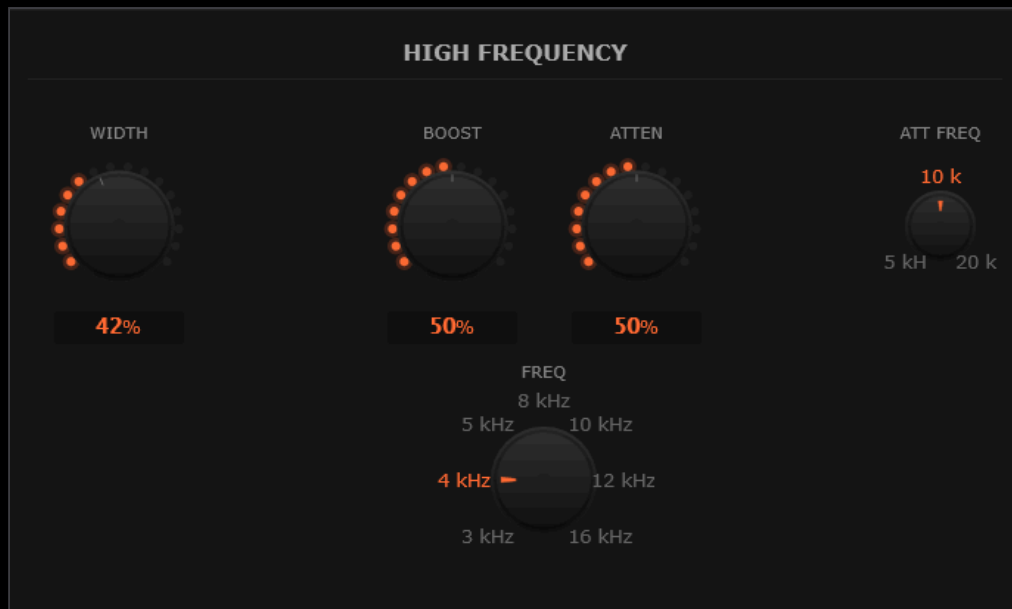 HIGH FREQUENCY
WIDTH
BOOST
ATTEN
ATT FREQ
10 k
5 kH
20 k
42%
50%
50%
FREQ
8 kHz
5 kHz
10 kHz
4 kHz
12 kHz
3 kHz
16 kHz